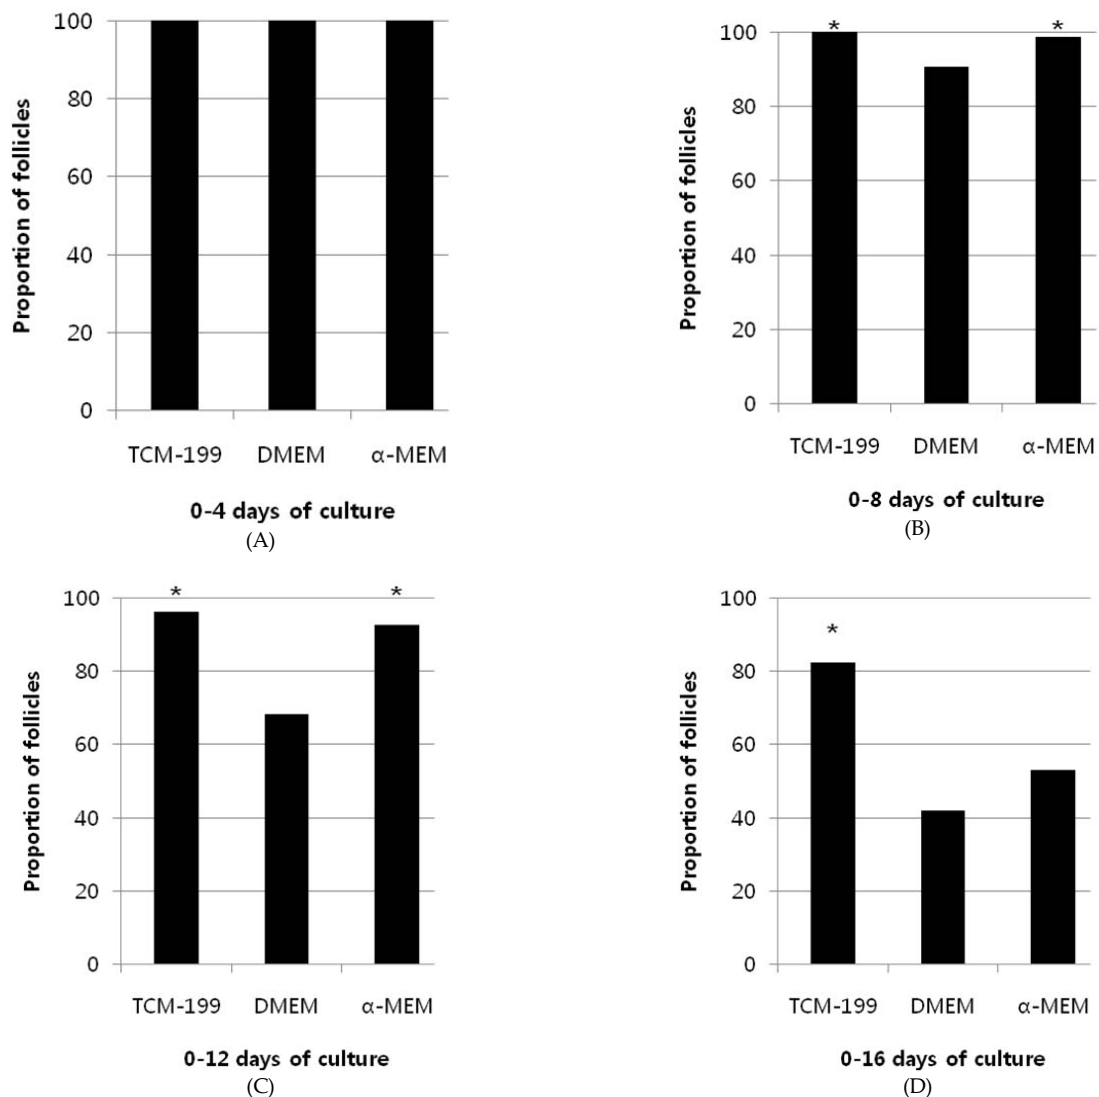 Proportion of follicles
100
80
60
40
20
0
TCM-199 DMEM α-MEM
0-4 days of culture
(A)
Proportion of follicles
100
80
60
40
20
0
* *
TCM-199 DMEM α-MEM
0-8 days of culture
(B)
Proportion of follicles
100
80
60
40
20
0
* *
TCM-199 DMEM α-MEM
0-12 days of culture
(C)
Proportion of follicles
100
80
60
40
20
0
*
TCM-199 DMEM α-MEM
0-16 days of culture
(D)